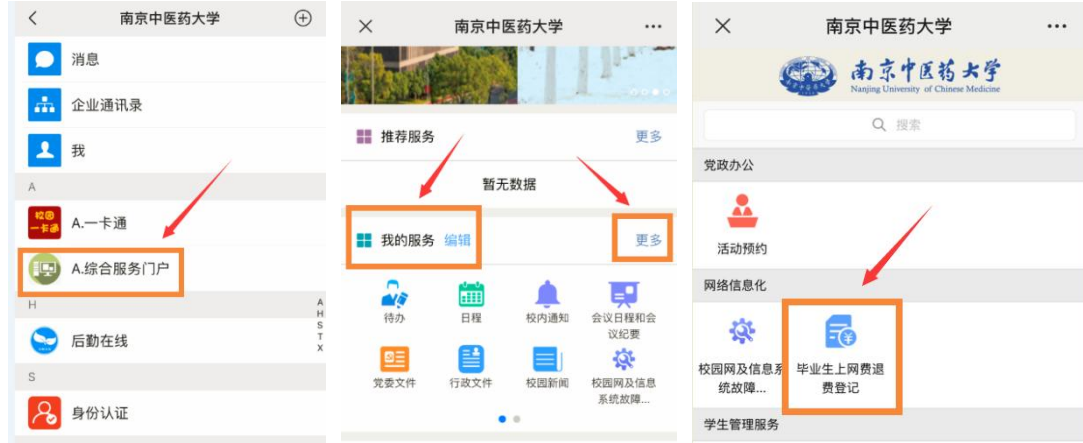 南京中医药大学
消息
企业通讯录
我
A
校园
一卡通
A.一卡通
A.综合服务门户
H
后勤在线
S
身份认证
A
H
S
T
X
南京中医药大学
推荐服务 更多
暂无数据
我的服务 编辑 更多
待办 日程 校内通知 会议日程和会
议纪要
党委文件 行政文件 校园新闻 校园网及信息
系统故障...
南京中医药大学
南京中医药大学
Nanjing University of Chinese Medicine
搜索
党政办公
活动预约
网络信息化
校园网及信息系 毕业生上网费退
统故障... 费登记
学生管理服务